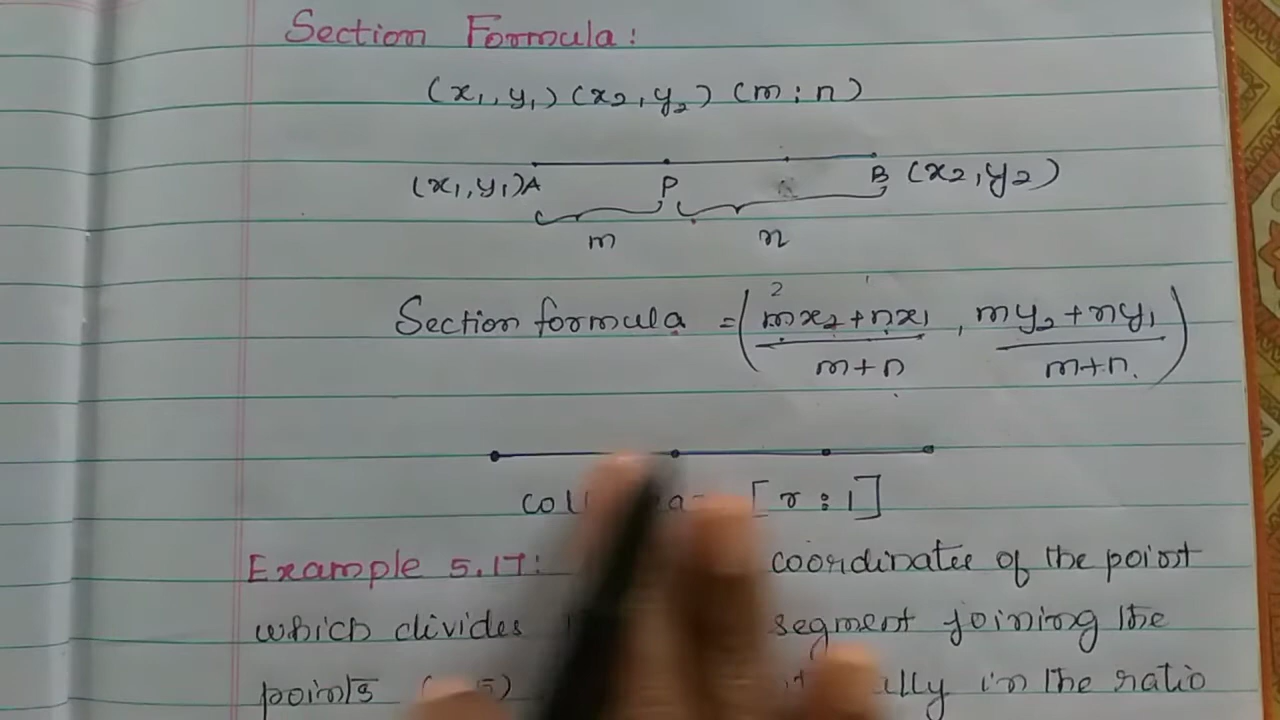 Section Formula:
(x1, y1) (x2, y2) (m : n)
(x1, y1) A P B (x2, y2)
m n
Section formula = ( mx2 + nx1 / m+n , my2 + ny1 / m+n )
[r : 1]
Example 5.17: coordinates of the point
which divides segment joining the
points 5) in the ratio